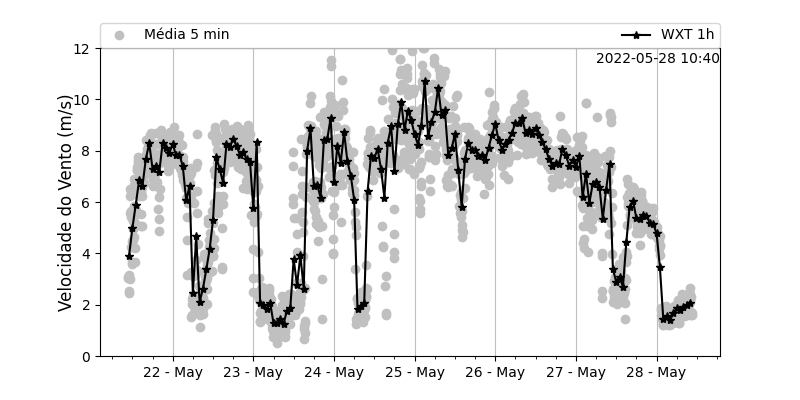 Média 5 min
WXT 1h
2022-05-28 10:40
Velocidade do Vento (m/s)
12
10
8
6
4
2
0
22 - May
23 - May
24 - May
25 - May
26 - May
27 - May
28 - May